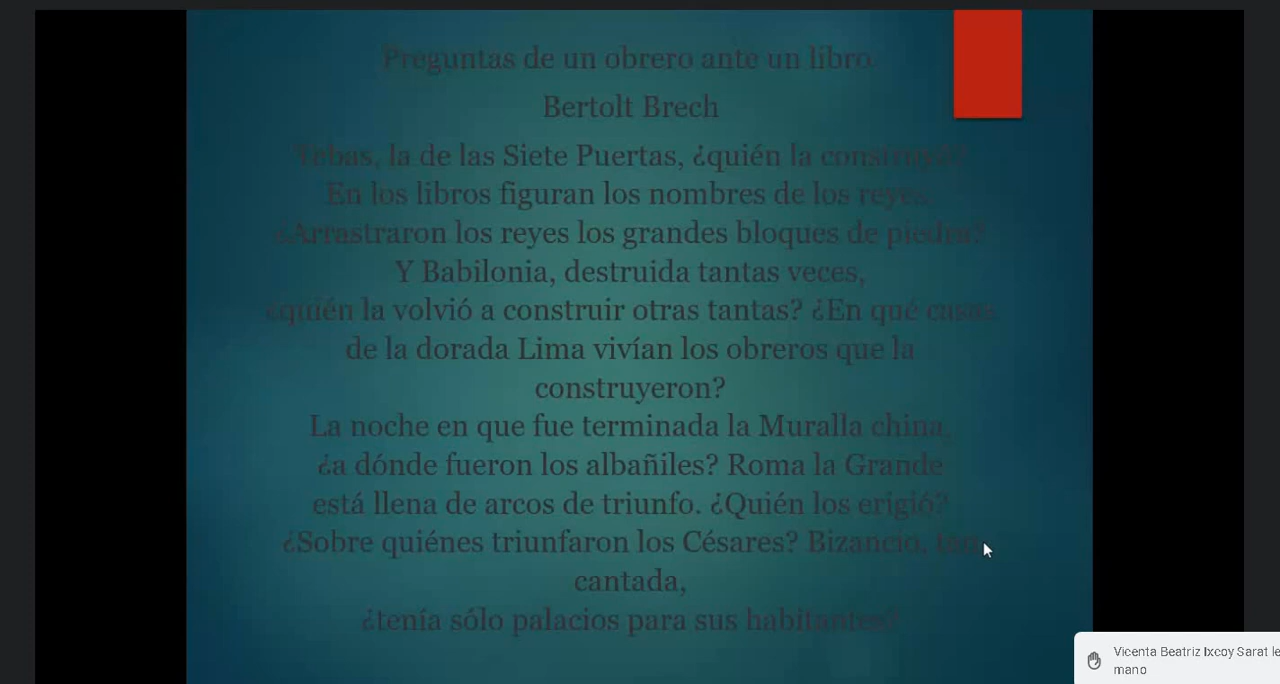 Preguntas de un obrero ante un libro.
Bertolt Brech
Tebas, la de las Siete Puertas, ¿quién la construyó?
En los libros figuran los nombres de los reyes.
¿Arrastraron los reyes los grandes bloques de piedra?
Y Babilonia, destruida tantas veces,
¿quién la volvió a construir otras tantas? ¿En qué casas
de la dorada Lima vivían los obreros que la
construyeron?
La noche en que fue terminada la Muralla china,
¿a dónde fueron los albañiles? Roma la Grande
está llena de arcos de triunfo. ¿Quién los erigió?
¿Sobre quiénes triunfaron los Césares? Bizancio, tan
cantada,
¿tenía sólo palacios para sus habitantes?
Vicenta Beatriz Ixcoy Sarat le
mano